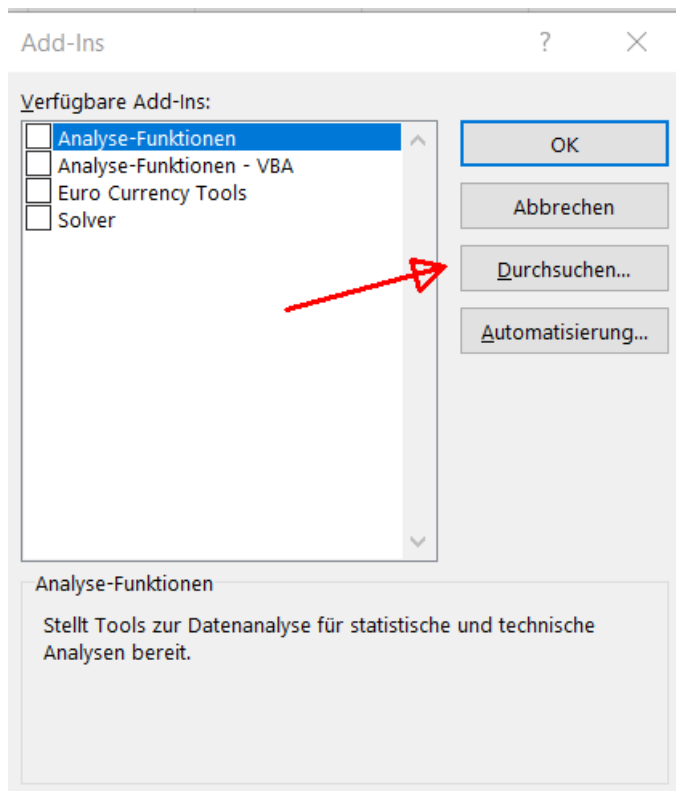 Add-Ins ?
Verfügbare Add-Ins:
Analyse-Funktionen
Analyse-Funktionen - VBA
Euro Currency Tools
Solver
OK
Abbrechen
Durchsuchen...
Automatisierung...
Analyse-Funktionen
Stellt Tools zur Datenanalyse für statistische und technische
Analysen bereit.